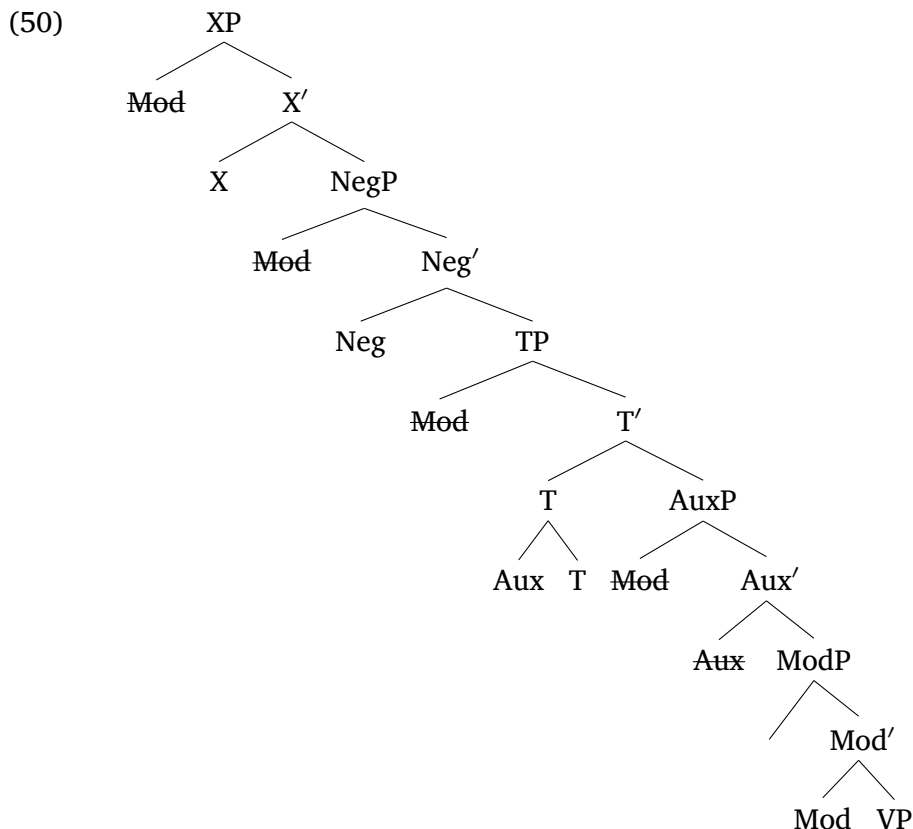 (50) XP
Mod X′
X NegP
Mod Neg′
Neg TP
Mod T′
T AuxP
Aux T Mod Aux′
Aux ModP
Mod′
Mod VP